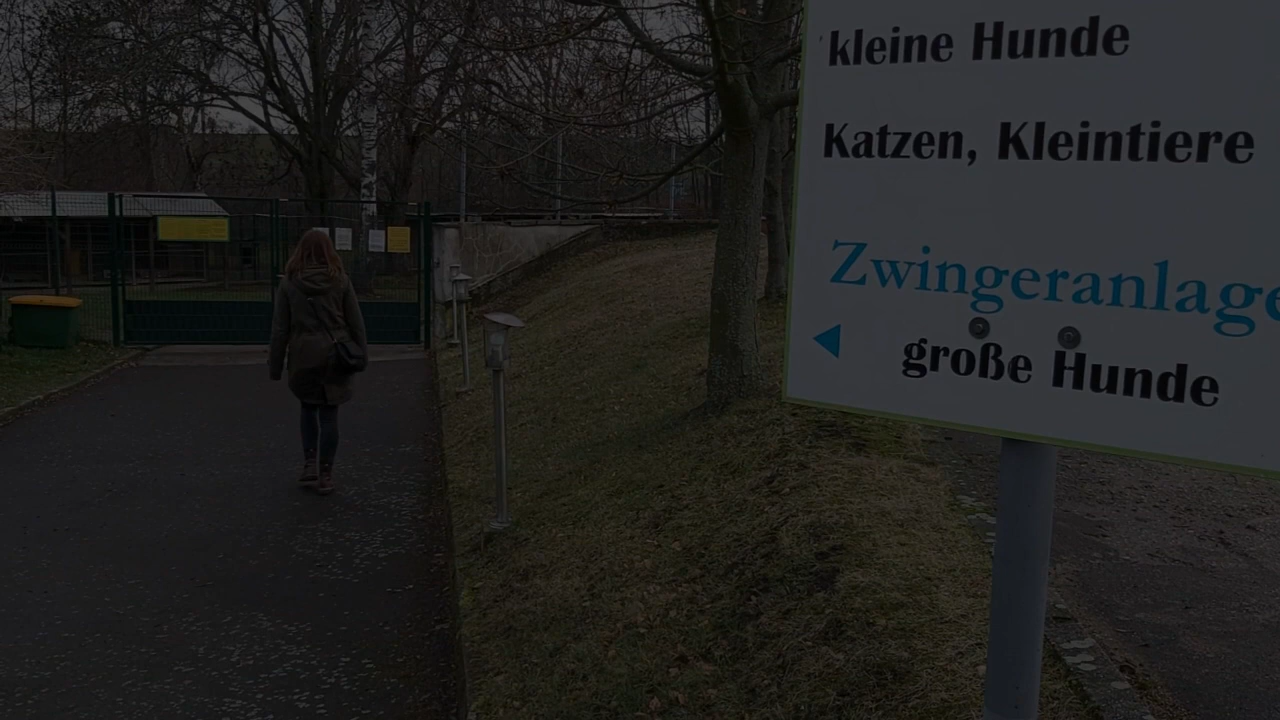 kleine Hunde
Katzen, Kleintiere
Zwingeranlage
große Hunde